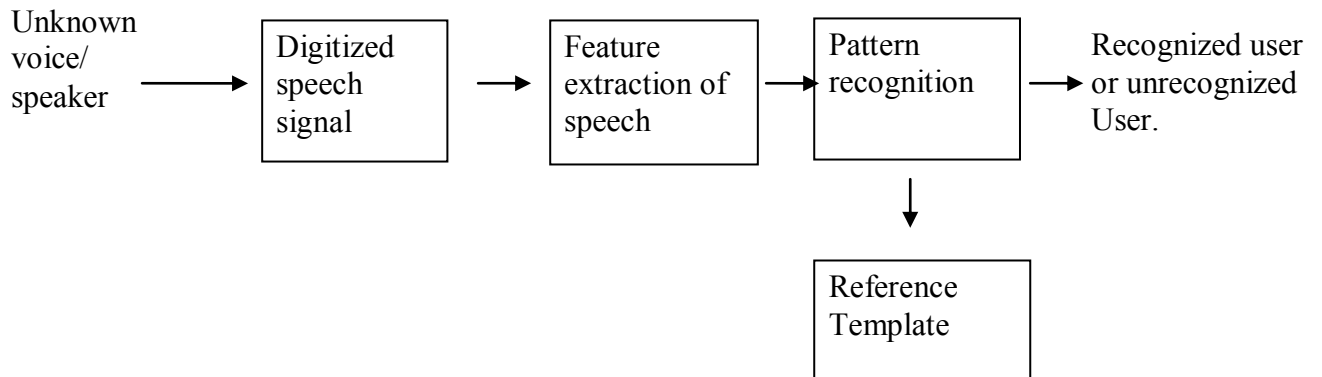 Unknown
voice/
speaker
Digitized
speech
signal
Feature
extraction of
speech
Pattern
recognition
Recognized user
or unrecognized
User.
Reference
Template